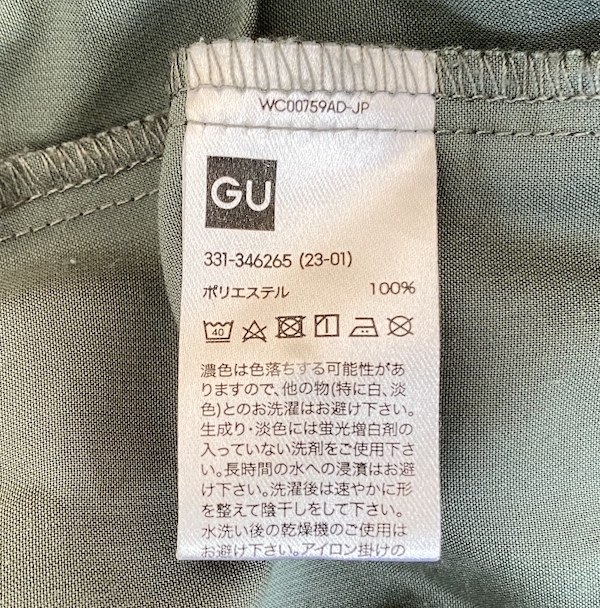 WC00759AD-JP
GU
331-346265 (23-01)
ポリエステル 100%
40
濃色は色落ちする可能性があ
りますので、他の物(特に白、淡
色)とのお洗濯はお避け下さい。
生成り・淡色には蛍光増白剤の
入っていない洗剤をご使用下さ
い。長時間の水への浸漬はお避
け下さい。洗濯後は速やかに形
を整えて陰干しをして下さい。
水洗い後の乾燥機のご使用は
お避け下さい。アイロン掛けの